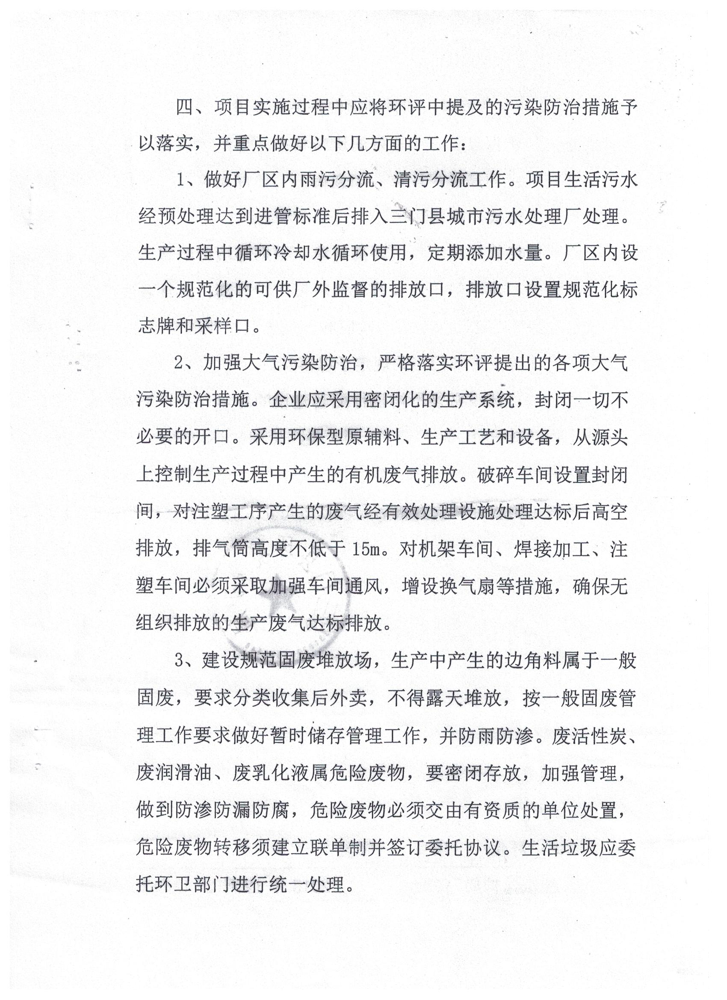 四、项目实施过程中应将环评中提及的污染防治措施予
以落实，并重点做好以下几方面的工作：
1、做好厂区内雨污分流、清污分流工作。项目生活污水
经预处理达到进管标准后排入三门县城市污水处理厂处理。
生产过程中循环冷却水循环使用，定期添加水量。厂区内设
一个规范化的可供厂外监督的排放口，排放口设置规范化标
志牌和采样口。
2、加强大气污染防治，严格落实环评提出的各项大气
污染防治措施。企业应采用密闭化的生产系统，封闭一切不
必要的开口。采用环保型原辅料、生产工艺和设备，从源头
上控制生产过程中产生的有机废气排放。破碎车间设置封闭
间，对注塑工序产生的废气经有效处理设施处理达标后高空
排放，排气筒高度不低于 15m。对机架车间、焊接加工、注
塑车间必须采取加强车间通风，增设换气扇等措施，确保无
组织排放的生产废气达标排放。
3、建设规范固废堆放场，生产中产生的边角料属于一般
固废，要求分类收集后外卖，不得露天堆放，按一般固废管
理工作要求做好暂时储存管理工作，并防雨防渗。废活性炭、
废润滑油、废乳化液属危险废物，要密闭存放，加强管理，
做到防渗防漏防腐，危险废物必须交由有资质的单位处置，
危险废物转移须建立联单制并签订委托协议。生活垃圾应委
托环卫部门进行统一处理。